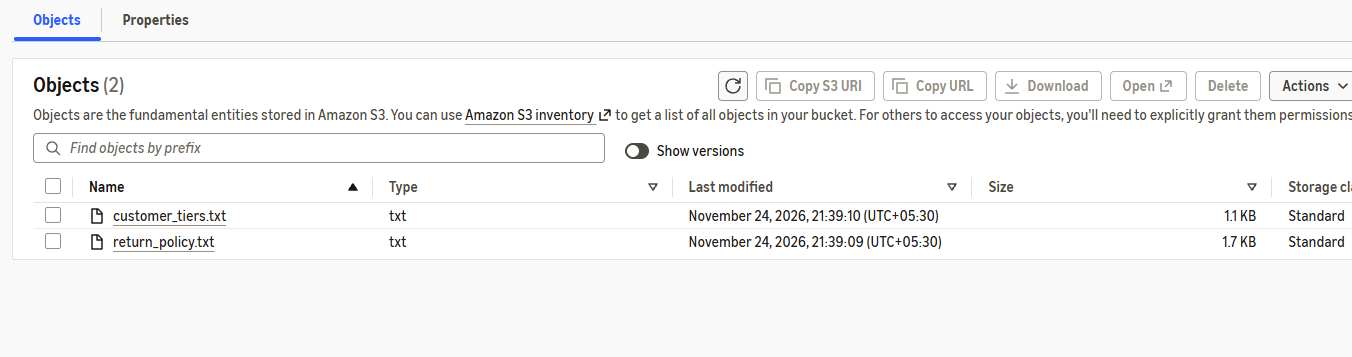 Objects Properties
Objects (2) Copy S3 URI Copy URL Download Open Delete Actions
Objects are the fundamental entities stored in Amazon S3. You can use Amazon S3 inventory to get a list of all objects in your bucket. For others to access your objects, you'll need to explicitly grant them permissions
Find objects by prefix Show versions
Name Type Last modified Size Storage cla
customer_tiers.txt txt November 24, 2026, 21:39:10 (UTC+05:30) 1.1 KB Standard
return_policy.txt txt November 24, 2026, 21:39:09 (UTC+05:30) 1.7 KB Standard